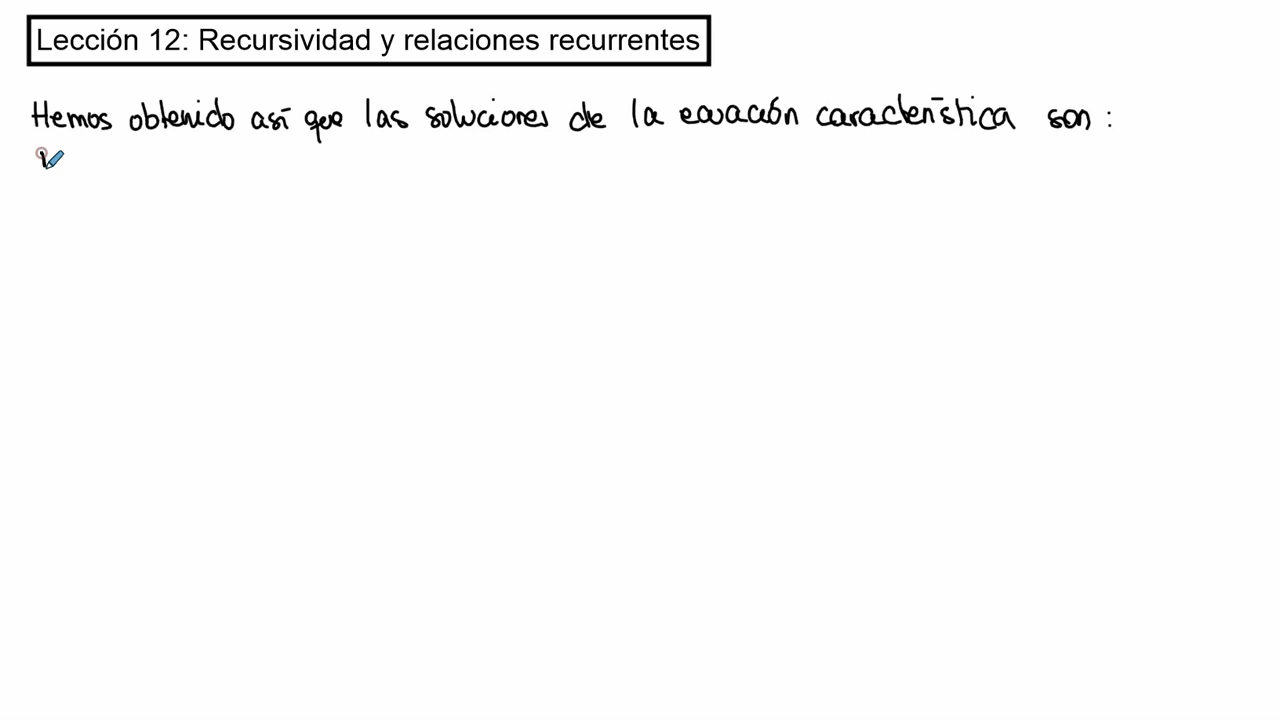 Lección 12: Recursividad y relaciones recurrentes
Hemos obtenido así que las soluciones de la ecuación característica son :